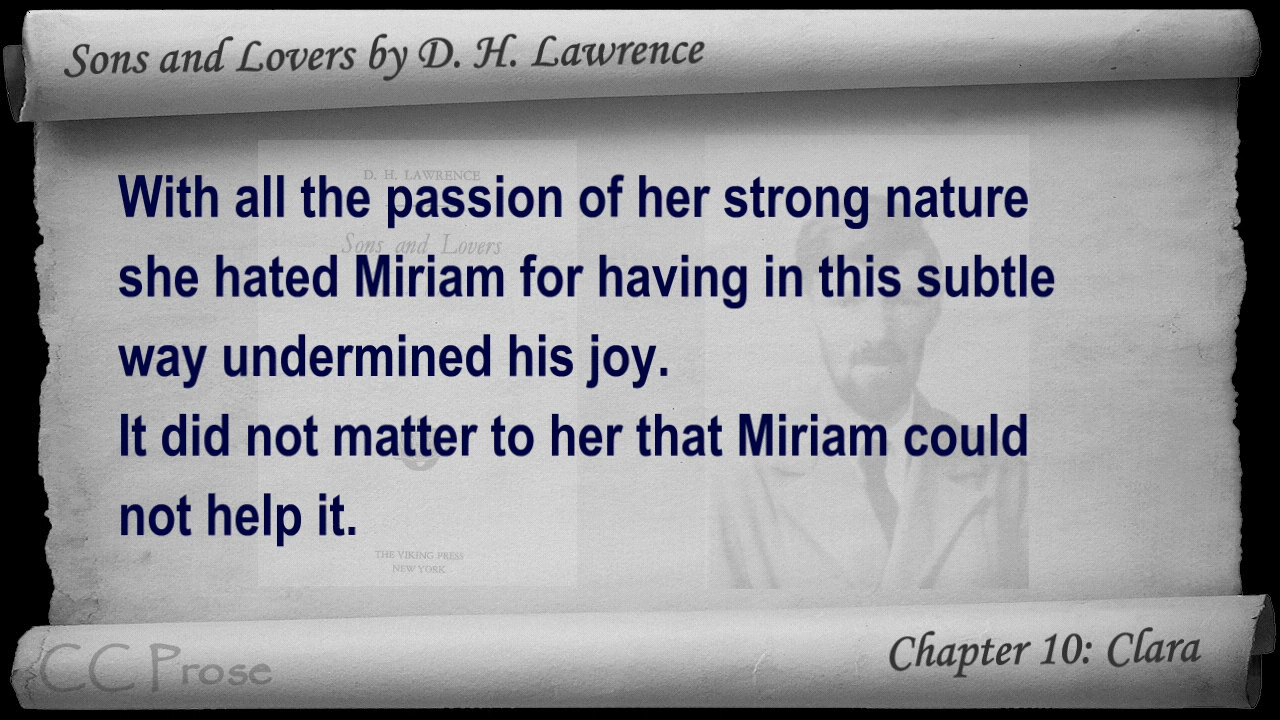 Sons and Lovers by D. H. Lawrence
D. H. LAWRENCE
Sons and Lovers
With all the passion of her strong nature
she hated Miriam for having in this subtle
way undermined his joy.
It did not matter to her that Miriam could
not help it.
THE VIKING PRESS
NEW YORK
CC Prose
Chapter 10: Clara